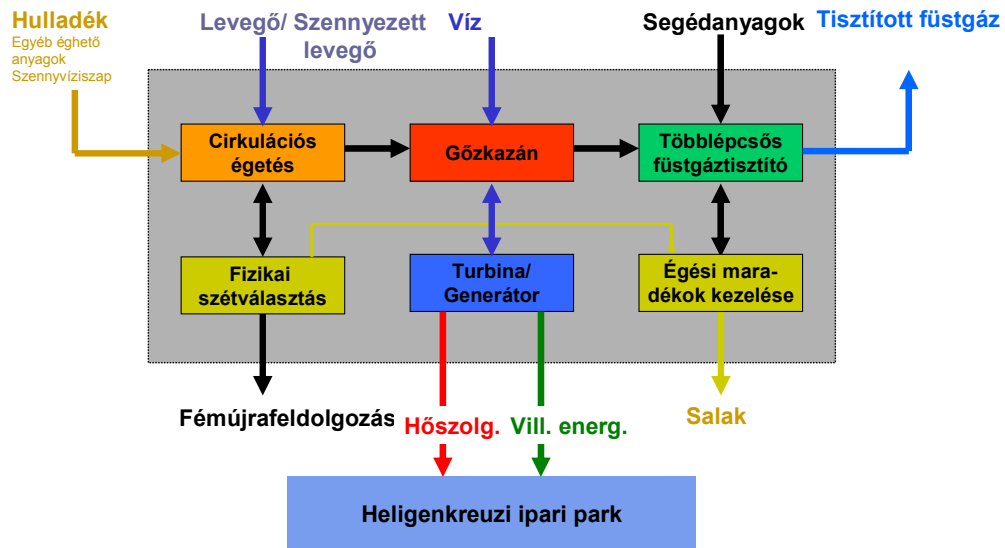 Hulladék
Egyéb éghető
anyagok
Szennyvíziszap
Levegő/ Szennyezett
levegő
Víz
Segédanyagok
Tisztított füstgáz
Cirkulációs
égetés
Gőzkazán
Többlépcsős
füstgáztisztító
Fizikai
szétválasztás
Turbina/
Generátor
Égési mara-
dékok kezelése
Fémújrafeldolgozás
Hőszolg.
Vill. energ.
Salak
Heligenkreuzi ipari park